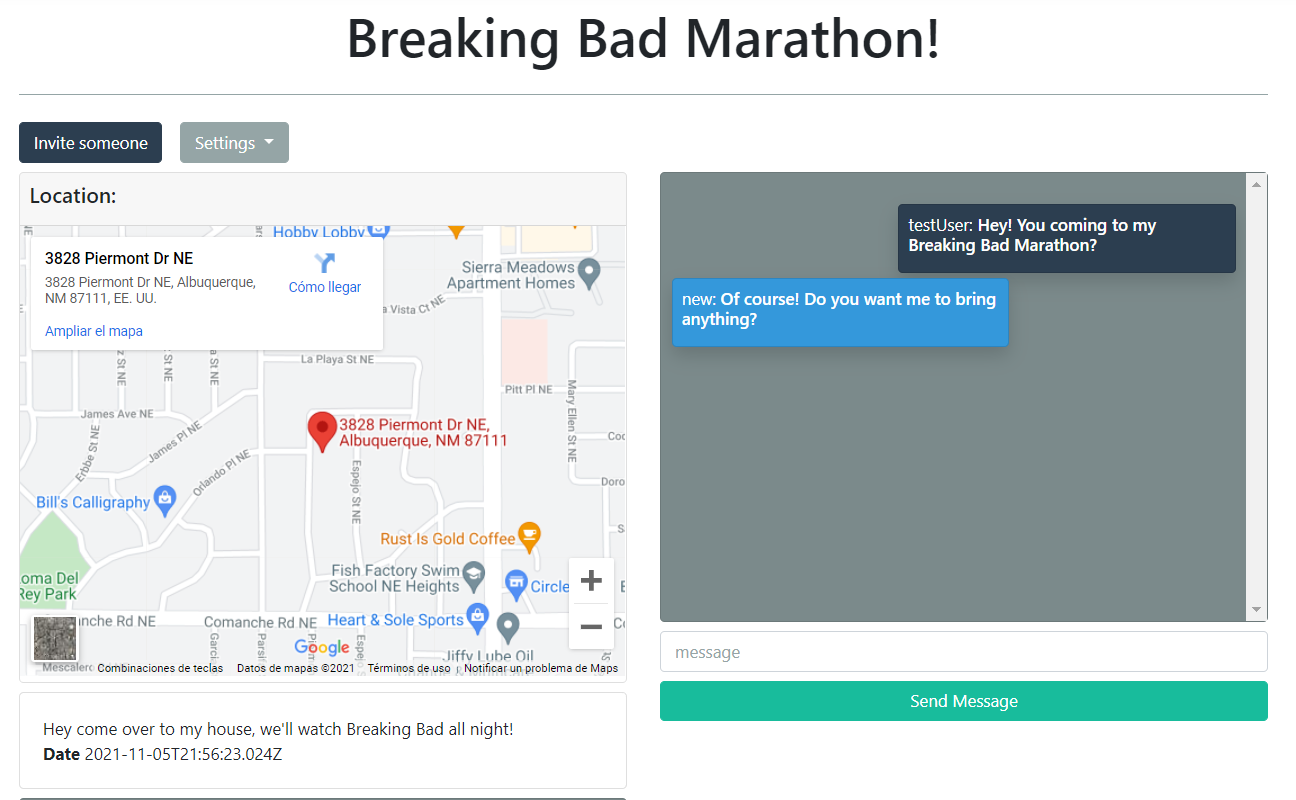 Breaking Bad Marathon!
Invite someone
Settings
Location:
Hobby Lobby
3828 Piermont Dr NE
3828 Piermont Dr NE, Albuquerque,
NM 87111, EE. UU.
Cómo llegar
Ampliar el mapa
Sierra Meadows
Apartment Homes
a Vista Ct NE
La Playa St NE
Pitt Pl NE
Mary Ellen St NE
James Ave NE
James Pl NE
Erbbe St NE
Orlando Pl NE
3828 Piermont Dr NE,
Albuquerque, NM 87111
Espejo St NE
Bill's Calligraphy
Rust Is Gold Coffee
Fish Factory Swim
School NE Heights
Circle
oma Del
Rey Park
anche Rd NE
Comanche Rd NE
Heart & Sole Sports
Jiffy Lube Oil
Google
Mescalero
Combinaciones de teclas
Datos de mapas ©2021
Términos de uso
Notificar un problema de Maps
Hey come over to my house, we'll watch Breaking Bad all night!
Date 2021-11-05T21:56:23.024Z
testUser: Hey! You coming to my
Breaking Bad Marathon?
new: Of course! Do you want me to bring
anything?
message
Send Message